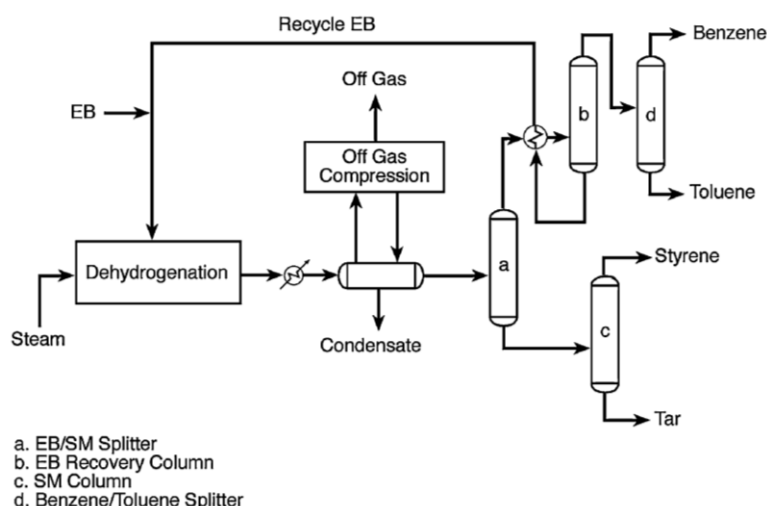 Recycle EB
Benzene
Off Gas
EB
b
d
Off Gas
Compression
Toluene
Dehydrogenation
a
Styrene
Steam
Condensate
c
Tar
a. EB/SM Splitter
b. EB Recovery Column
c. SM Column
d. Benzene/Toluene Splitter